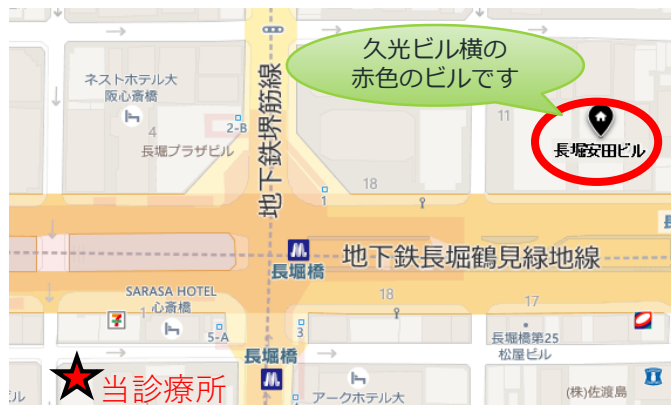 久光ビル横の
赤色のビルです
ネストホテル大
阪心斎橋
4
2-B
長堀プラザビル
地下鉄堺筋線
11
長堀安田ビル
18
1
長堀橋
地下鉄長堀鶴見緑地線
18
17
SARASA HOTEL
心斎橋
1
7
5-A
3
長堀橋第25
松屋ビル
長堀橋
当診療所
ビル
アークホテル大
(株)佐渡島